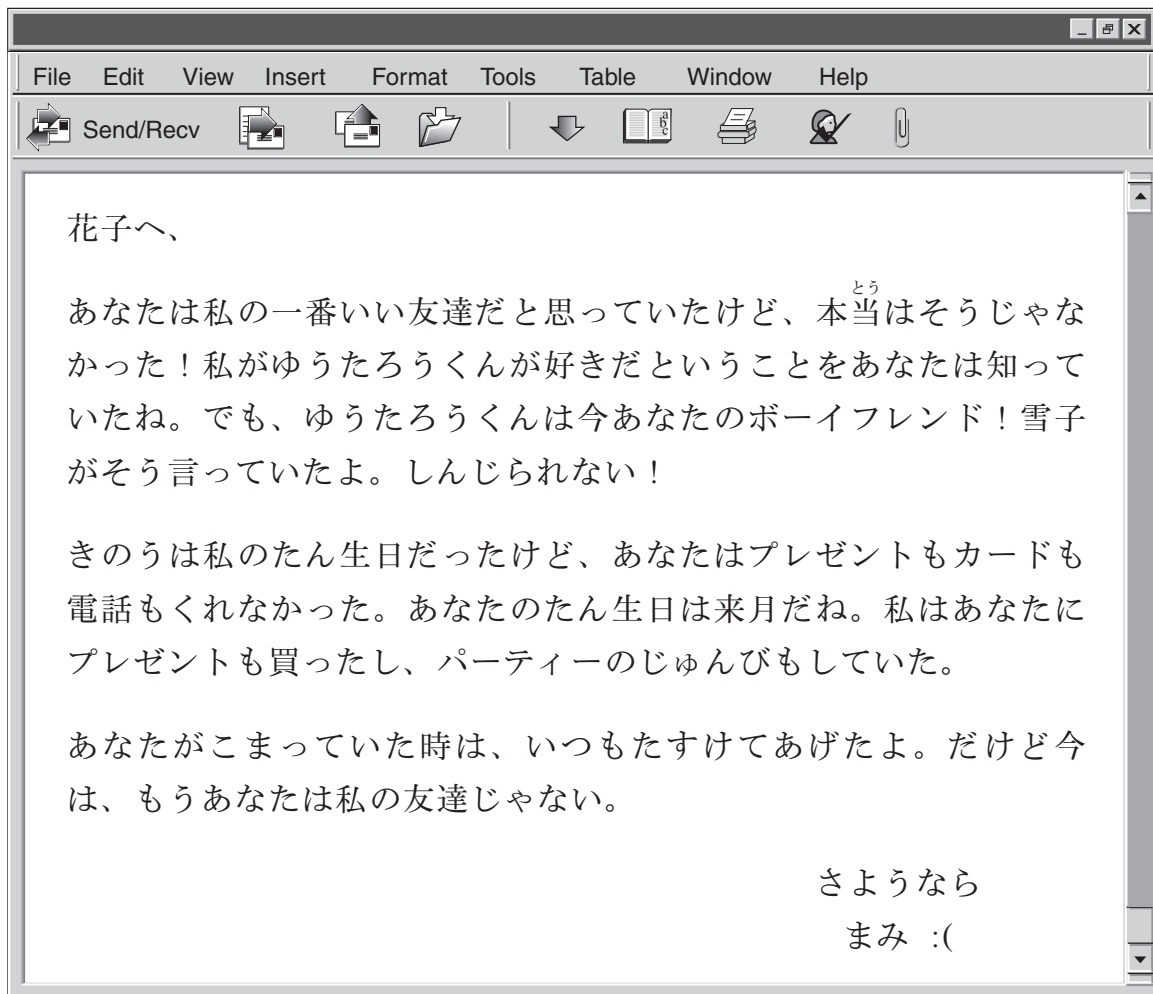 File Edit View Insert Format Tools Table Window Help
Send/Recv
花子へ、
とう
あなたは私の一番いい友達だと思っていたけど、本当はそうじゃな
かった！私がゆうたろうくんが好きだということをあなたは知って
いたね。でも、ゆうたろうくんは今あなたのボーイフレンド！雪子
がそう言っていたよ。しんじられない！
きのうは私のたん生日だったけど、あなたはプレゼントもカードも
電話もくれなかった。あなたのたん生日は来月だね。私はあなたに
プレゼントも買ったし、パーティーのじゅんびもしていた。
あなたがこまっていた時は、いつもたすけてあげたよ。だけど今
は、もうあなたは私の友達じゃない。
さようなら
まみ :(